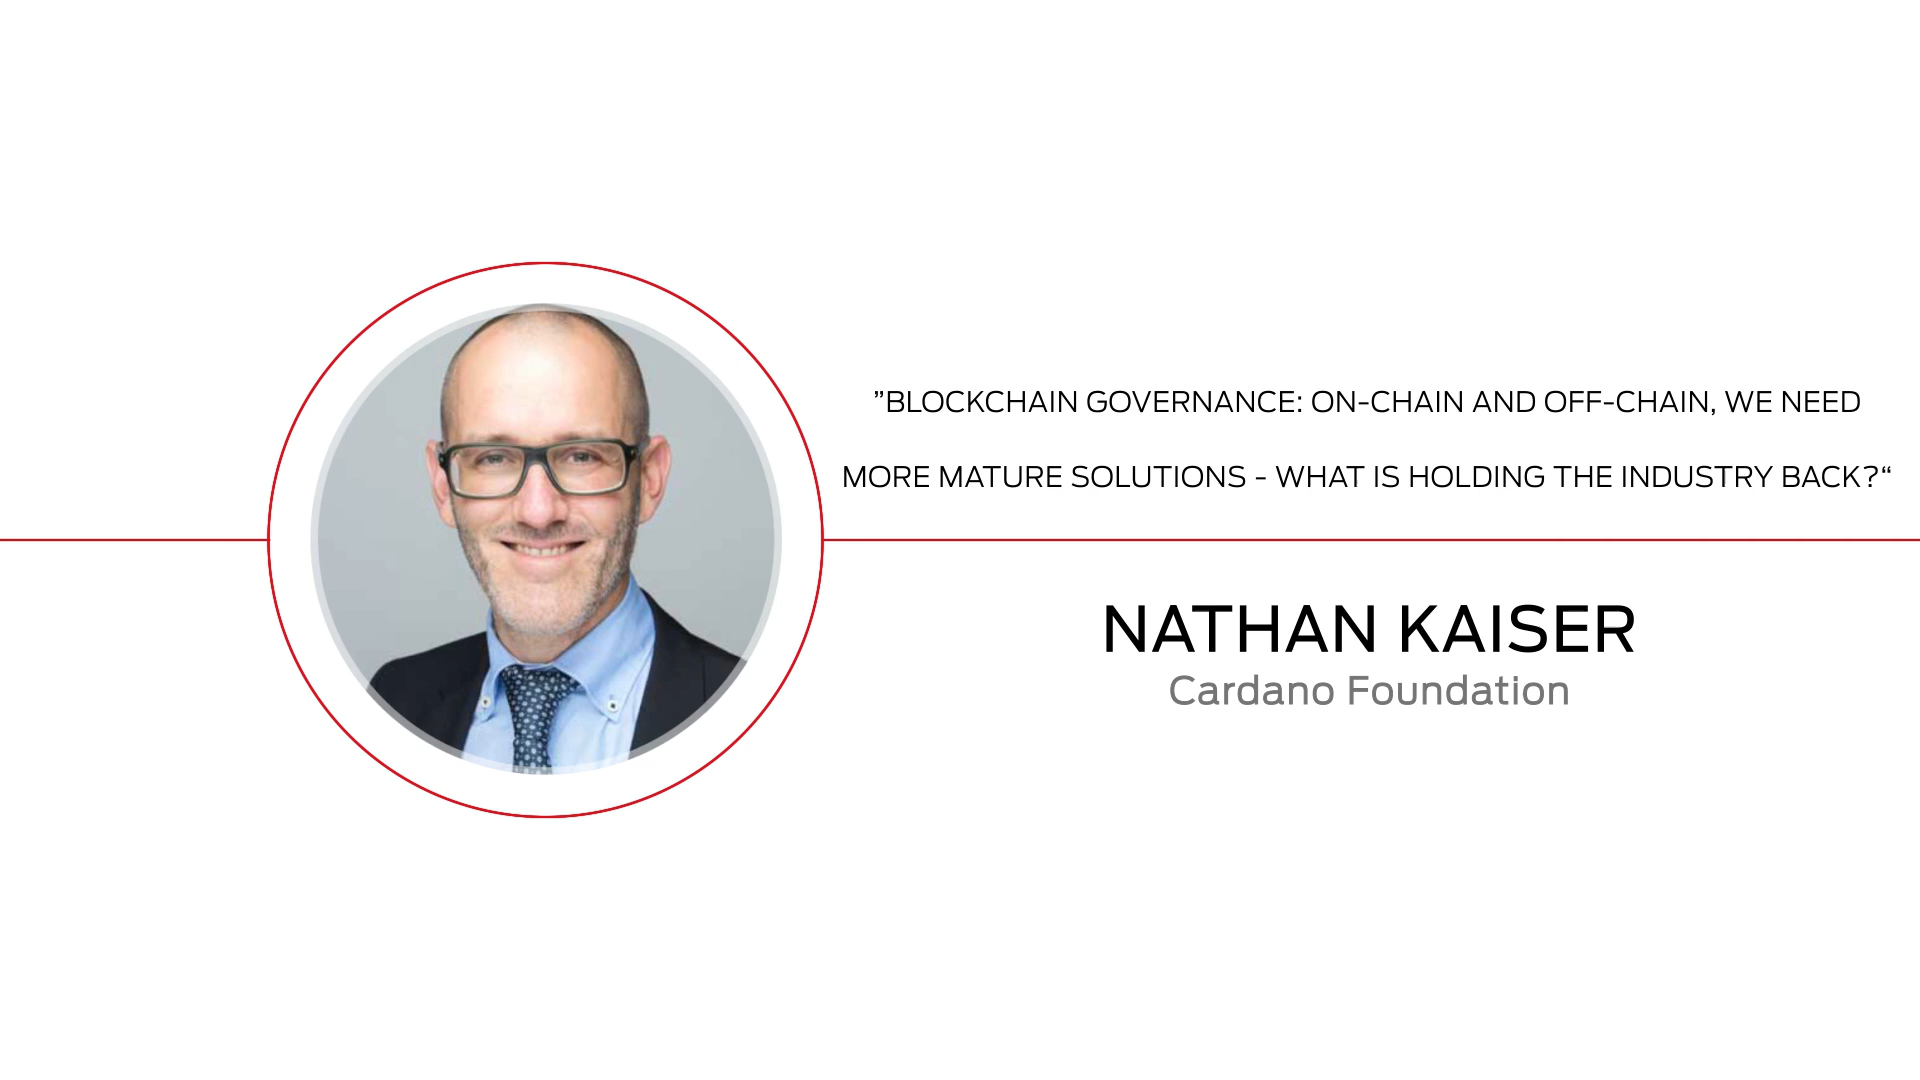 ”BLOCKCHAIN GOVERNANCE: ON-CHAIN AND OFF-CHAIN, WE NEED
MORE MATURE SOLUTIONS - WHAT IS HOLDING THE INDUSTRY BACK?“
NATHAN KAISER
Cardano Foundation